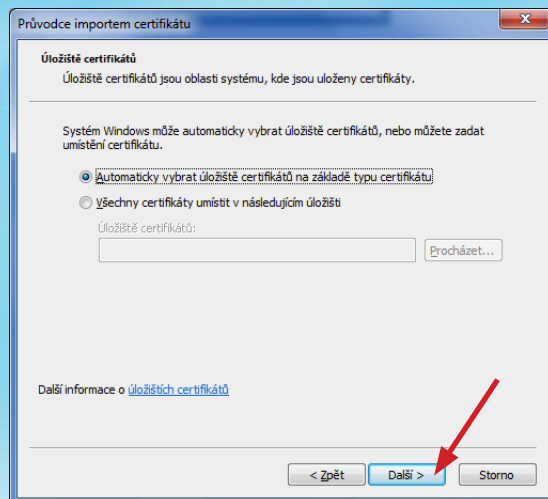 Průvodce importem certifikátu
Úložiště certifikátů
Úložiště certifikátů jsou oblasti systému, kde jsou uloženy certifikáty.
Systém Windows může automaticky vybrat úložiště certifikátů, nebo můžete zadat
umístění certifikátu.
Automaticky vybrat úložiště certifikátů na základě typu certifikátu
Všechny certifikáty umístit v následujícím úložišti
Úložiště certifikátů:
Procházet...
Další informace o úložištích certifikátů
< Zpět Další > Storno